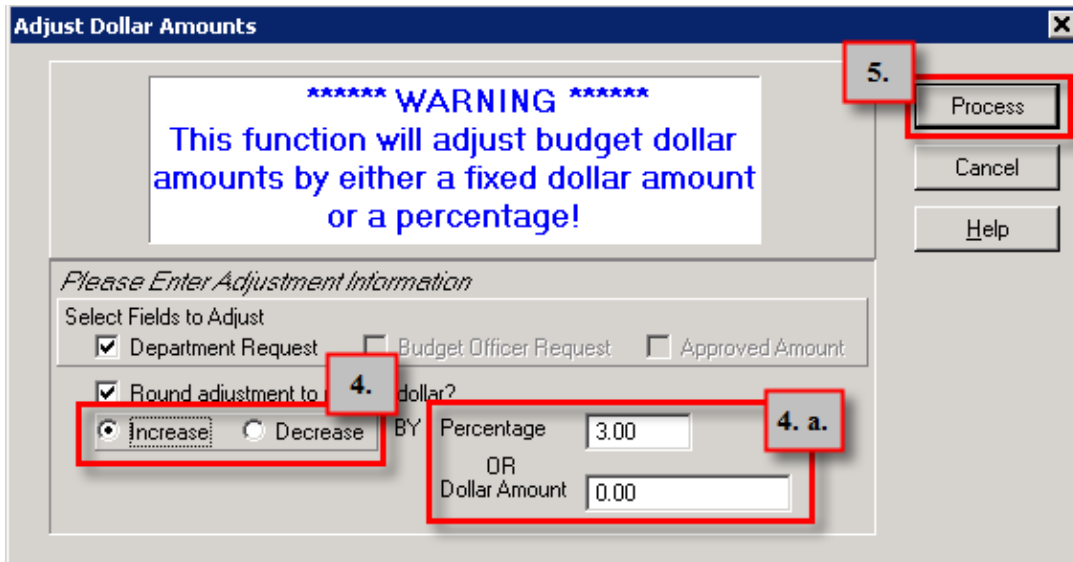 Adjust Dollar Amounts
****** WARNING ******
This function will adjust budget dollar
amounts by either a fixed dollar amount
or a percentage!
5.
Process
Cancel
Help
Please Enter Adjustment Information
Select Fields to Adjust
Department Request
Budget Officer Request
Approved Amount
Round adjustment to dollar?
4.
Increase
Decrease
BY
Percentage
3.00
4. a.
OR
Dollar Amount
0.00